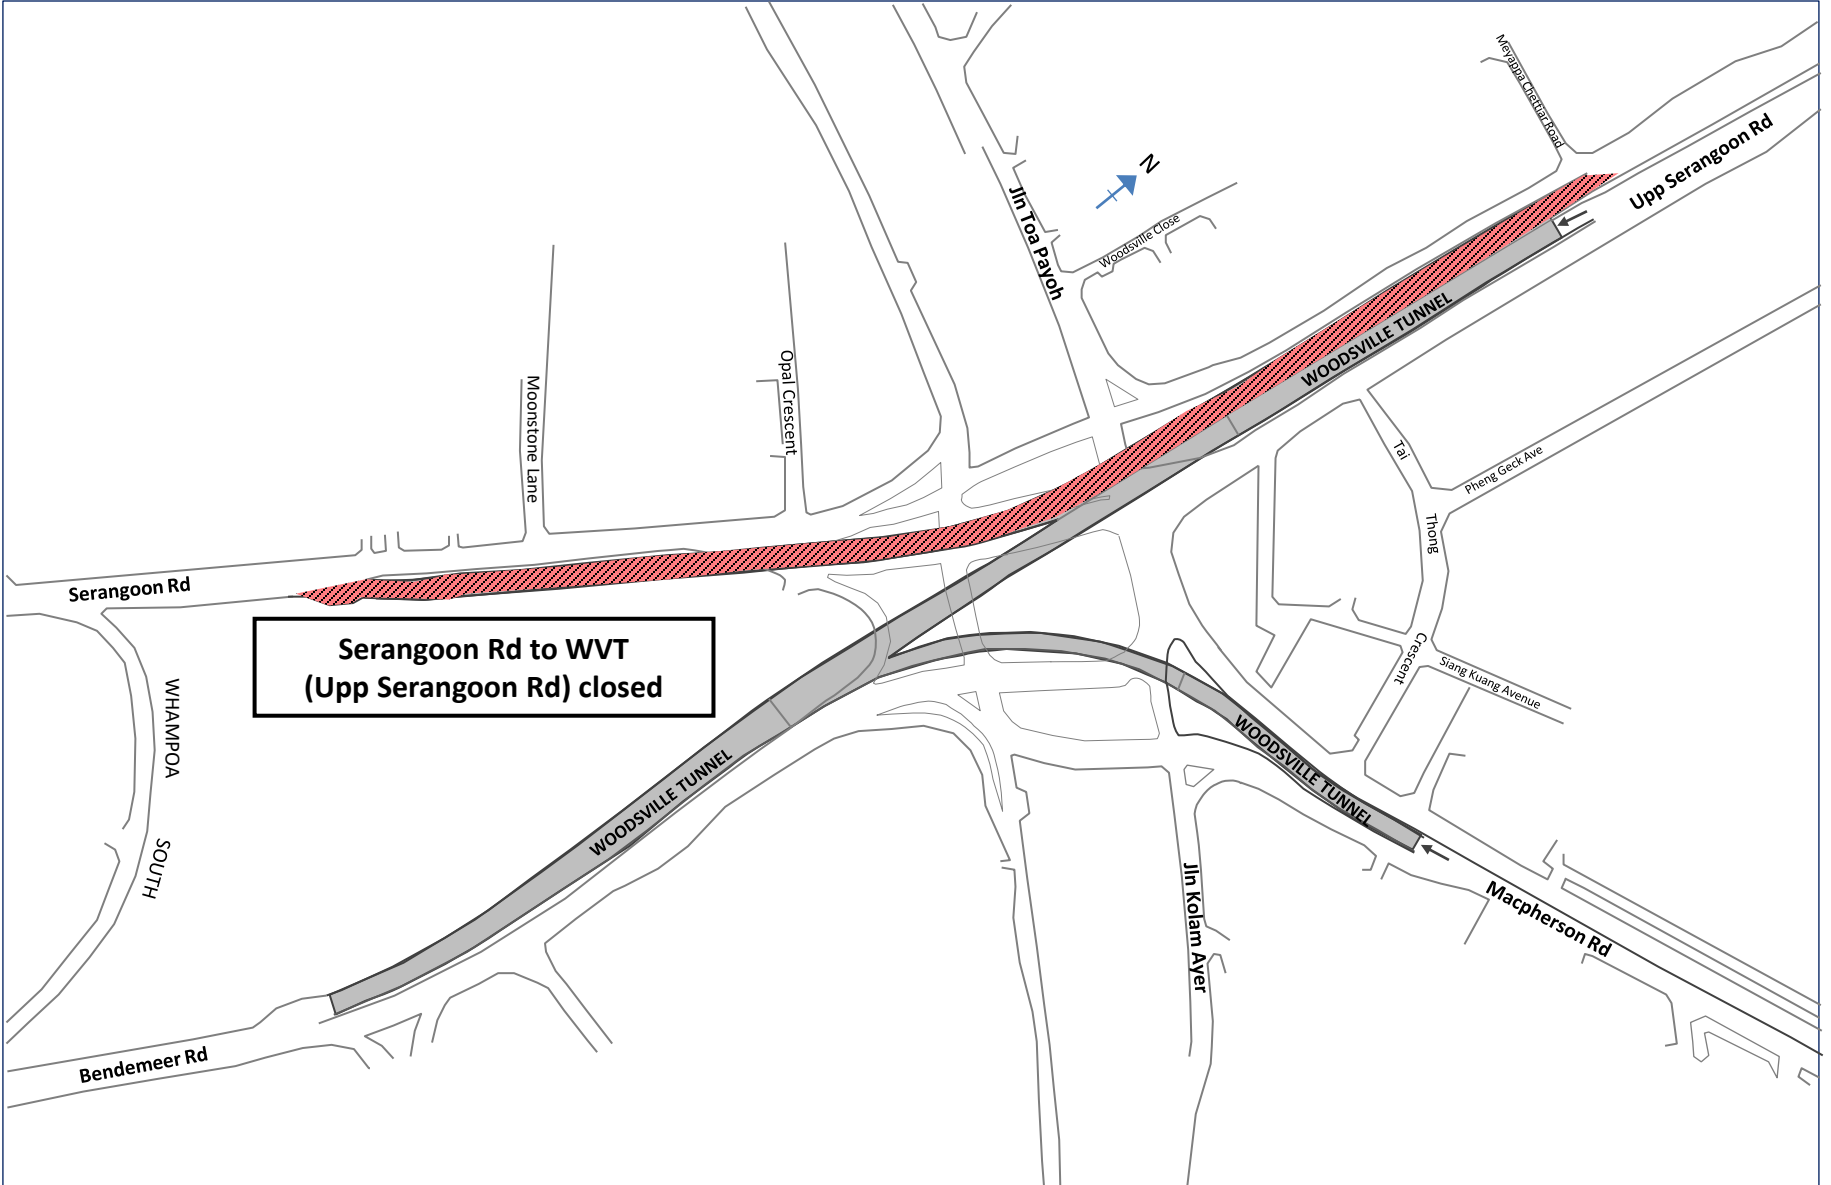 Meyappa Chettiar Road
Upp Serangoon Rd
N
Jln Toa Payoh
Woodsville Close
WOODSVILLE TUNNEL
Opal Crescent
Moonstone Lane
Tai
Thong
Crescent
Pheng Geck Ave
Siang Kuang Avenue
Serangoon Rd
Serangoon Rd to WVT
(Upp Serangoon Rd) closed
WHAMPOA
SOUTH
WOODSVILLE TUNNEL
WOODSVILLE TUNNEL
Jln Kolam Ayer
Macpherson Rd
Bendemeer Rd